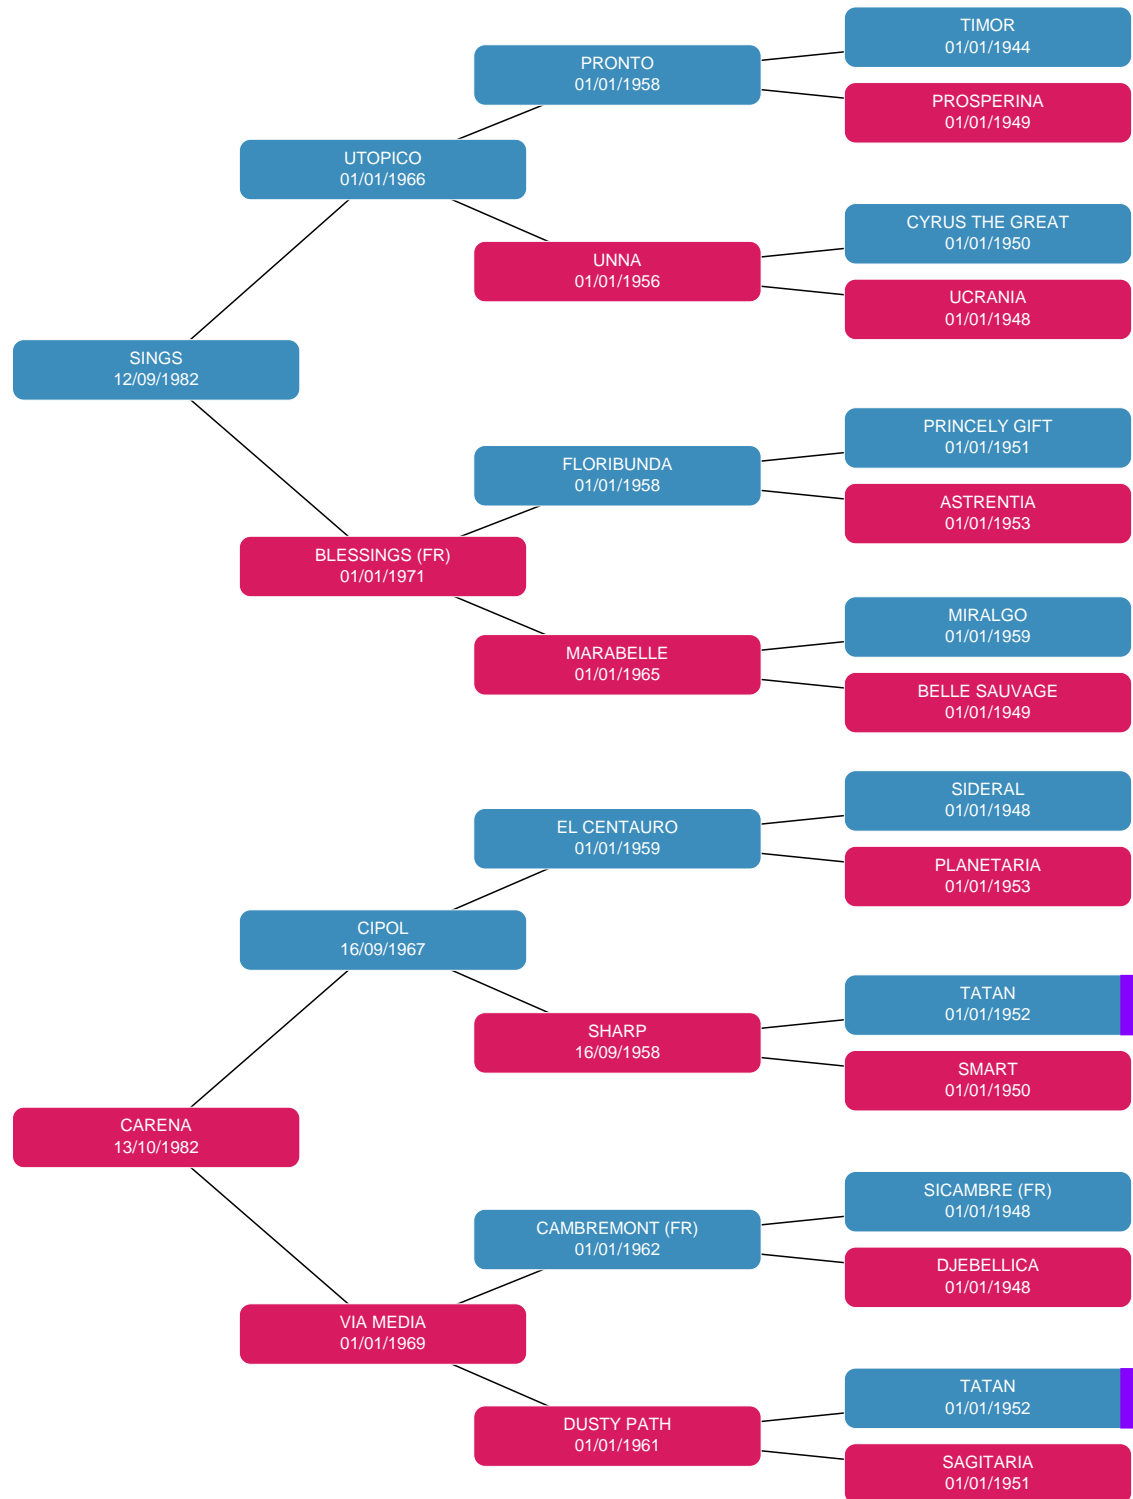 TIMOR
01/01/1944
PRONTO
01/01/1958
PROSPERINA
01/01/1949
UTOPICO
01/01/1966
CYRUS THE GREAT
01/01/1950
UNNA
01/01/1956
UCRANIA
01/01/1948
SINGS
12/09/1982
PRINCELY GIFT
01/01/1951
FLORIBUNDA
01/01/1958
ASTRENTIA
01/01/1953
BLESSINGS (FR)
01/01/1971
MIRALGO
01/01/1959
MARABELLE
01/01/1965
BELLE SAUVAGE
01/01/1949
SIDERAL
01/01/1948
EL CENTAURO
01/01/1959
PLANETARIA
01/01/1953
CIPOL
16/09/1967
TATAN
01/01/1952
SHARP
16/09/1958
SMART
01/01/1950
CARENA
13/10/1982
SICAMBRE (FR)
01/01/1948
CAMBREMONT (FR)
01/01/1962
DJEBELLICA
01/01/1948
VIA MEDIA
01/01/1969
TATAN
01/01/1952
DUSTY PATH
01/01/1961
SAGITARIA
01/01/1951